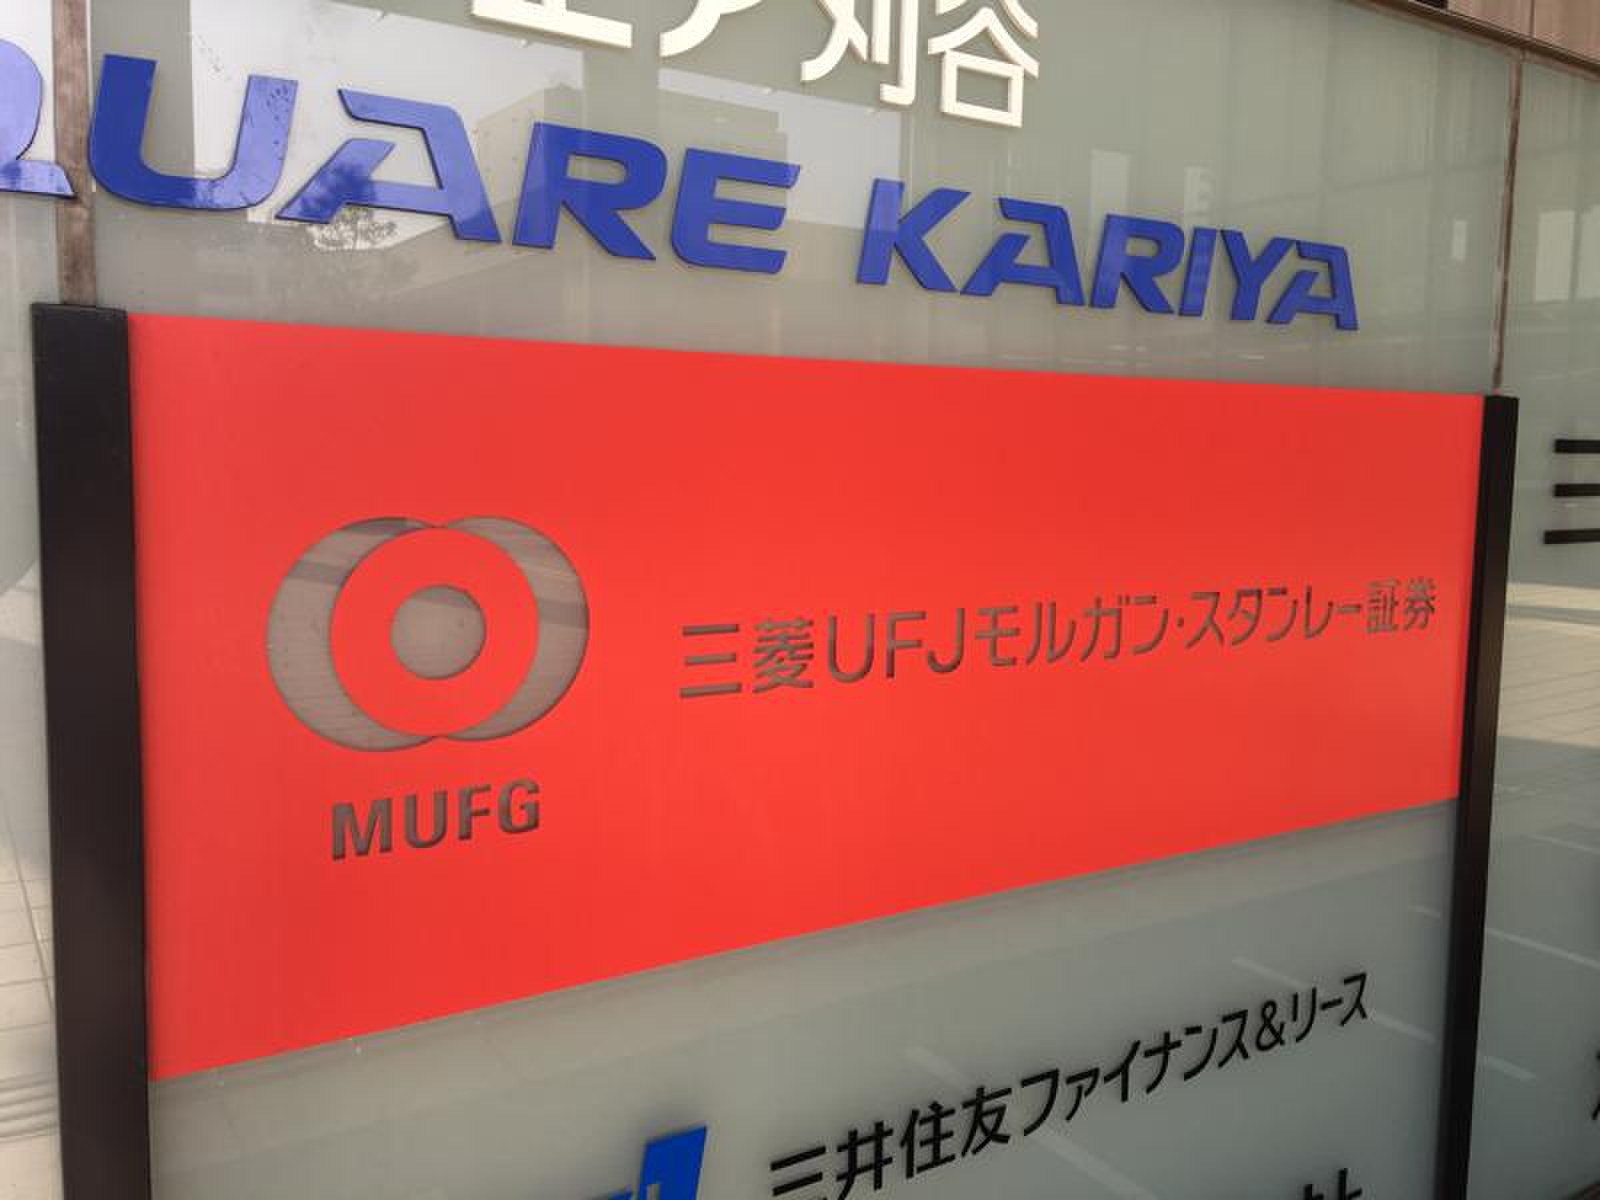 刈谷
QUARE KARIYA
三菱UFJモルガン・スタンレー証券
MUFG
三井住友ファイナンス&リース